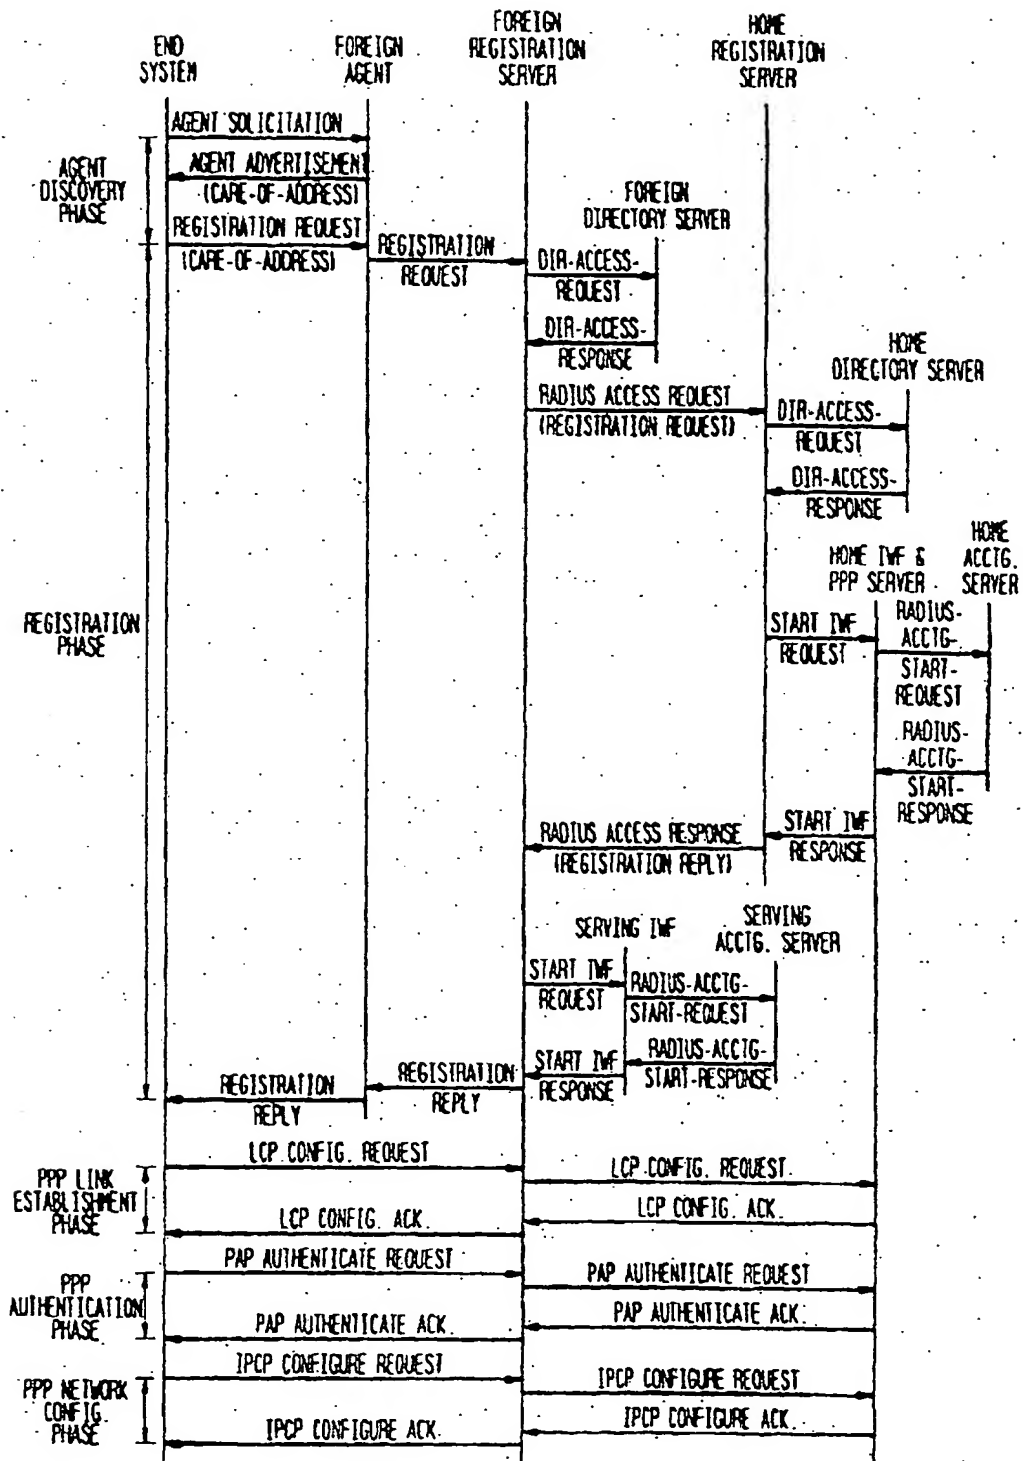 END
SYSTEM
FOREIGN
AGENT
FOREIGN
REGISTRATION
SERVER
HOME
REGISTRATION
SERVER
AGENT SOLICITATION
AGENT
DISCOVERY
PHASE
AGENT ADVERTISEMENT
(CARE-OF-ADDRESS)
REGISTRATION REQUEST
(CARE-OF-ADDRESS)
REGISTRATION
REQUEST
FOREIGN
DIRECTORY SERVER
DIR-ACCESS-
REQUEST
DIR-ACCESS-
RESPONSE
RADIUS ACCESS REQUEST
(REGISTRATION REQUEST)
HOME
DIRECTORY SERVER
DIR-ACCESS-
REQUEST
DIR-ACCESS-
RESPONSE
HOME IWF &
PPP SERVER
HOME
ACCTG.
SERVER
REGISTRATION
PHASE
START IWF
REQUEST
RADIUS-
ACCTG-
START-
REQUEST
RADIUS-
ACCTG-
START-
RESPONSE
START IWF
RESPONSE
RADIUS ACCESS RESPONSE
(REGISTRATION REPLY)
SERVING IWF
SERVING
ACCTG. SERVER
START IWF
REQUEST
RADIUS-ACCTG-
START-REQUEST
RADIUS-ACCTG-
START-RESPONSE
START IWF
RESPONSE
REGISTRATION
REPLY
REGISTRATION
REPLY
LCP CONFIG. REQUEST
LCP CONFIG. REQUEST
PPP LINK
ESTABLISHMENT
PHASE
LCP CONFIG. ACK.
LCP CONFIG. ACK.
PAP AUTHENTICATE REQUEST
PAP AUTHENTICATE REQUEST
PPP
AUTHENTICATION
PHASE
PAP AUTHENTICATE ACK.
PAP AUTHENTICATE ACK.
IPCP CONFIGURE REQUEST
IPCP CONFIGURE REQUEST
PPP NETWORK
CONFIG.
PHASE
IPCP CONFIGURE ACK.
IPCP CONFIGURE ACK.